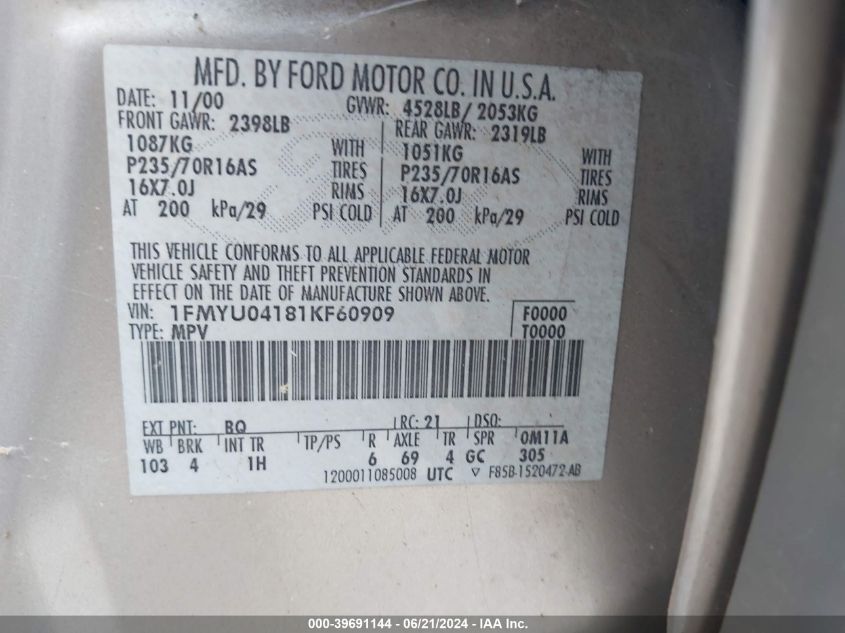 MFD. BY FORD MOTOR CO. IN U.S.A.
DATE: 11/00 GVWR: 4528LB/ 2053KG
FRONT GAWR: 2398LB REAR GAWR: 2319LB
1087KG WITH 1051KG WITH
P235/70R16AS TIRES P235/70R16AS TIRES
16X7.0J RIMS 16X7.0J RIMS
AT 200 kPa/29 PSI COLD AT 200 kPa/29 PSI COLD
THIS VEHICLE CONFORMS TO ALL APPLICABLE FEDERAL MOTOR
VEHICLE SAFETY AND THEFT PREVENTION STANDARDS IN
EFFECT ON THE DATE OF MANUFACTURE SHOWN ABOVE.
VIN: 1FMYU04181KF60909 F0000
TYPE: MPV T0000
EXT PNT: BQ RC: 21 DSO:
WB BRK INT TR TP/PS R AXLE TR SPR 0M11A
103 4 1H 6 69 4 GC 305
1200011085008 UTC ▽ F85B-1520472-AB
000-39691144 - 06/21/2024 - IAA Inc.